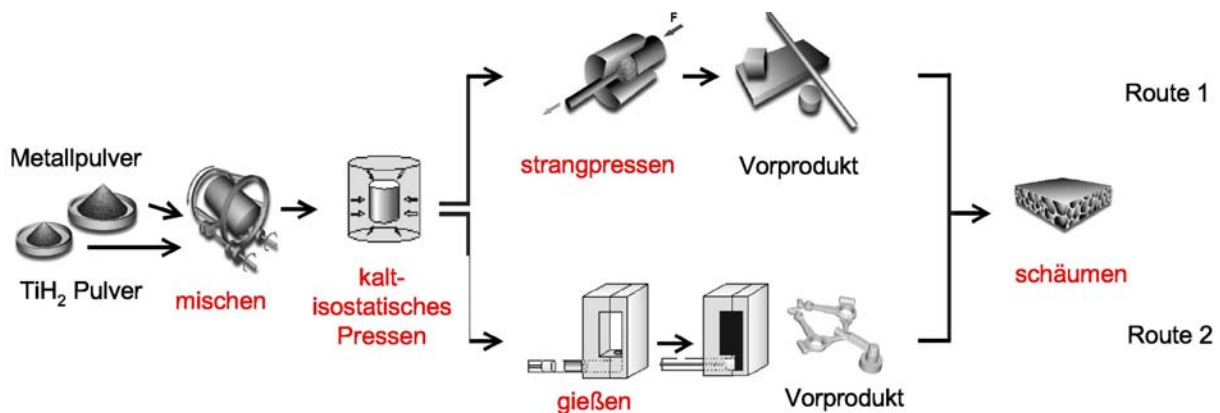 Metallpulver
TiH2 Pulver
mischen
kalt-
isostatisches
Pressen
F
strangpressen
Vorprodukt
Route 1
gießen
Vorprodukt
schäumen
Route 2